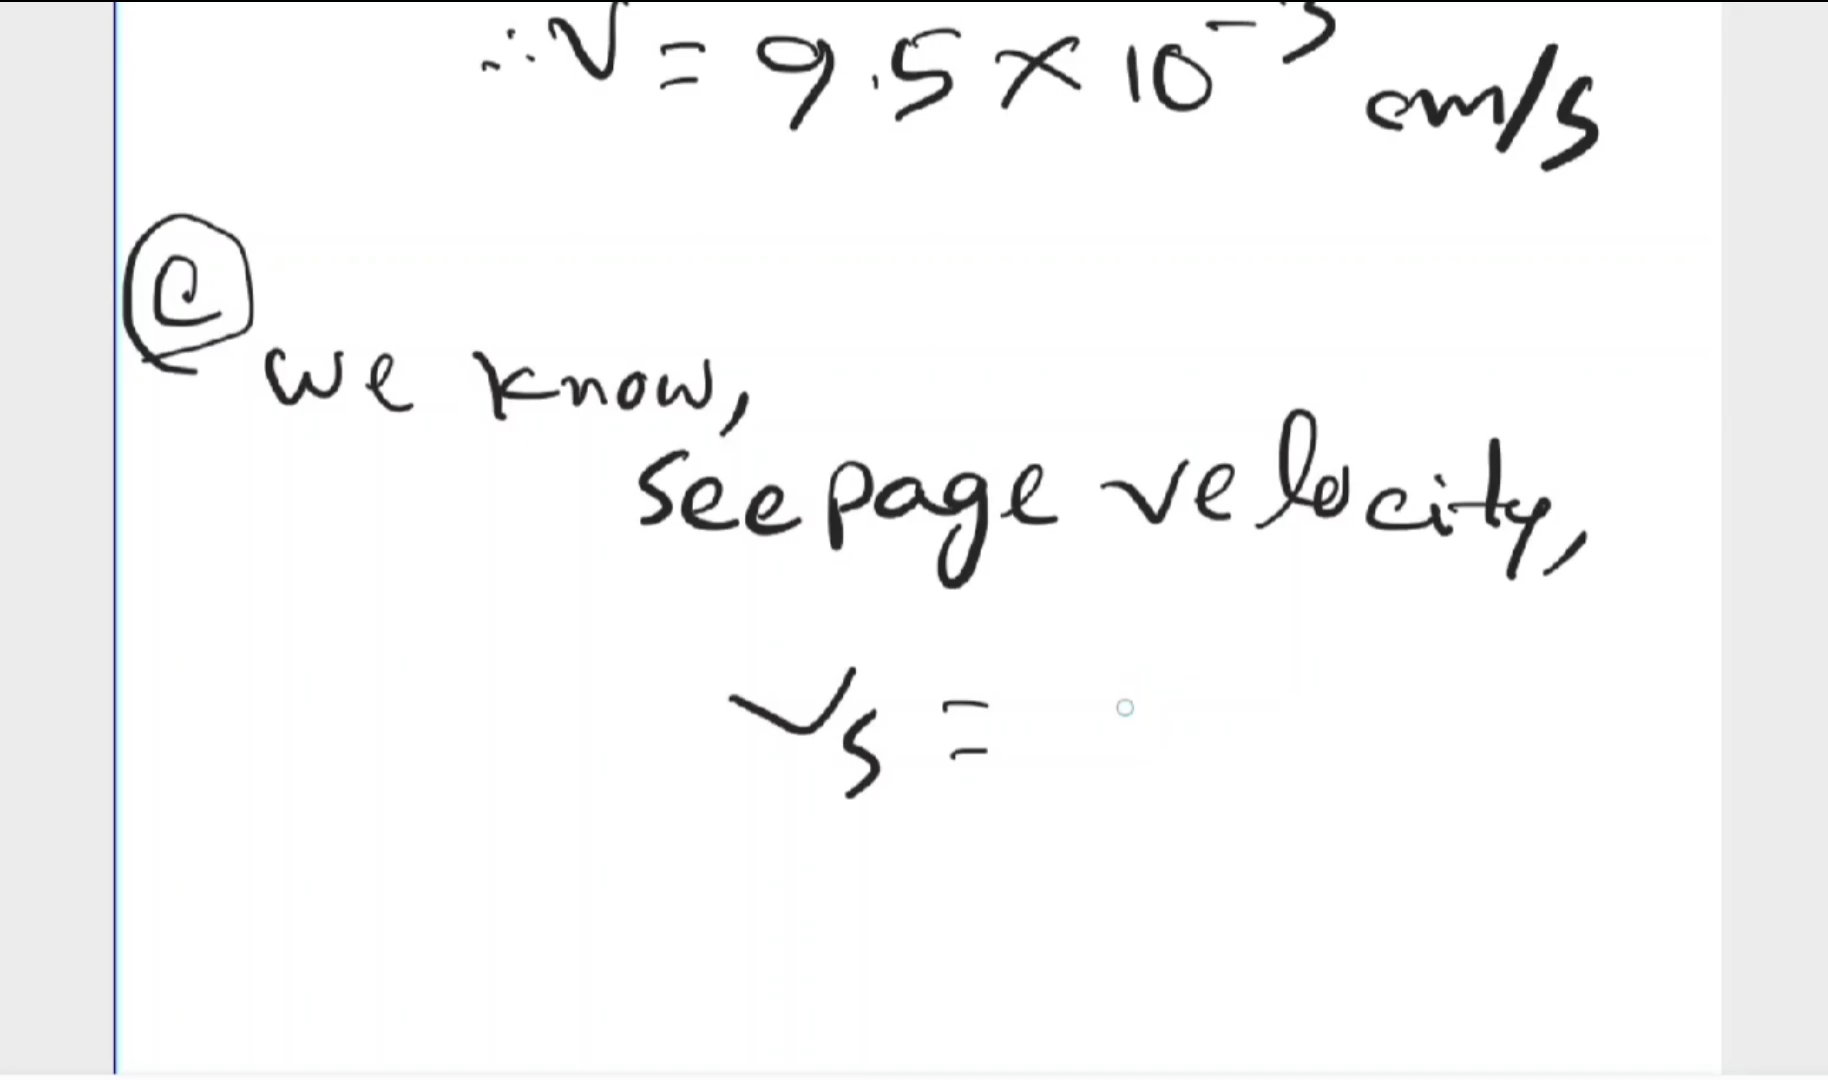 ∴ V = 9.5 × 10⁻³ cm/s
C
we know,
seepage velocity,
Vs =